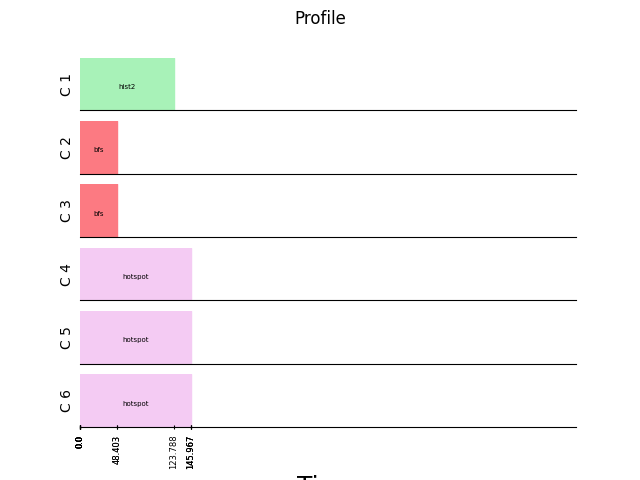 Profile
C 1
hist2
C 2
bfs
C 3
bfs
C 4
hotspot
C 5
hotspot
C 6
hotspot
0.0
48.403
123.788
145.967